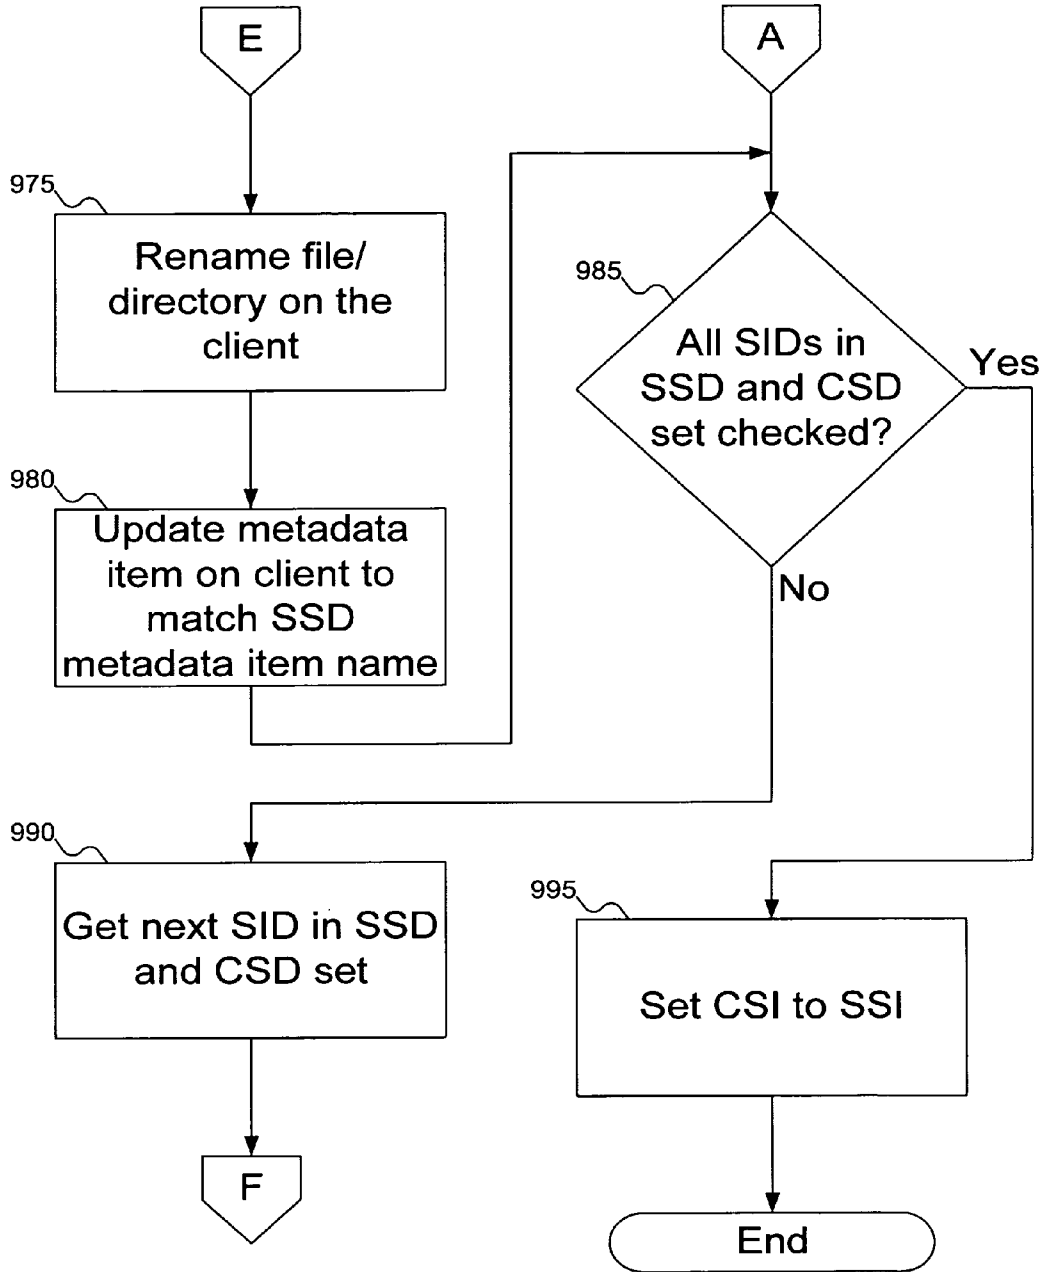 E
A
975
Rename file/
directory on the
client
985
All SIDs in
SSD and CSD
set checked?
Yes
No
980
Update metadata
item on client to
match SSD
metadata item name
990
Get next SID in SSD
and CSD set
995
Set CSI to SSI
F
End